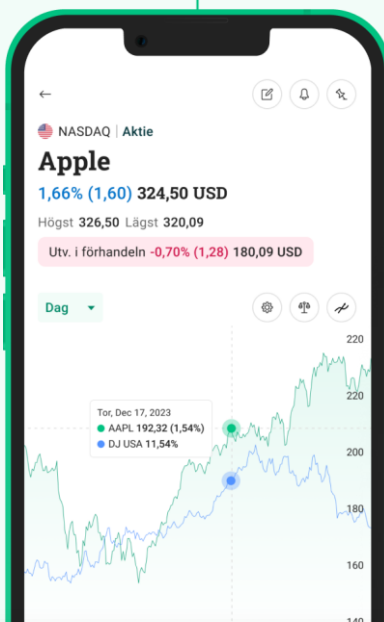 NASDAQ | Aktie
Apple
1,66% (1,60) 324,50 USD
Högst 326,50 Lägst 320,09
Utv. i förhandeln -0,70% (1,28) 180,09 USD
Dag
220
220
Tor, Dec 17, 2023
AAPL 192,32 (1,54%)
DJ USA 11,54%
200
180
160
140